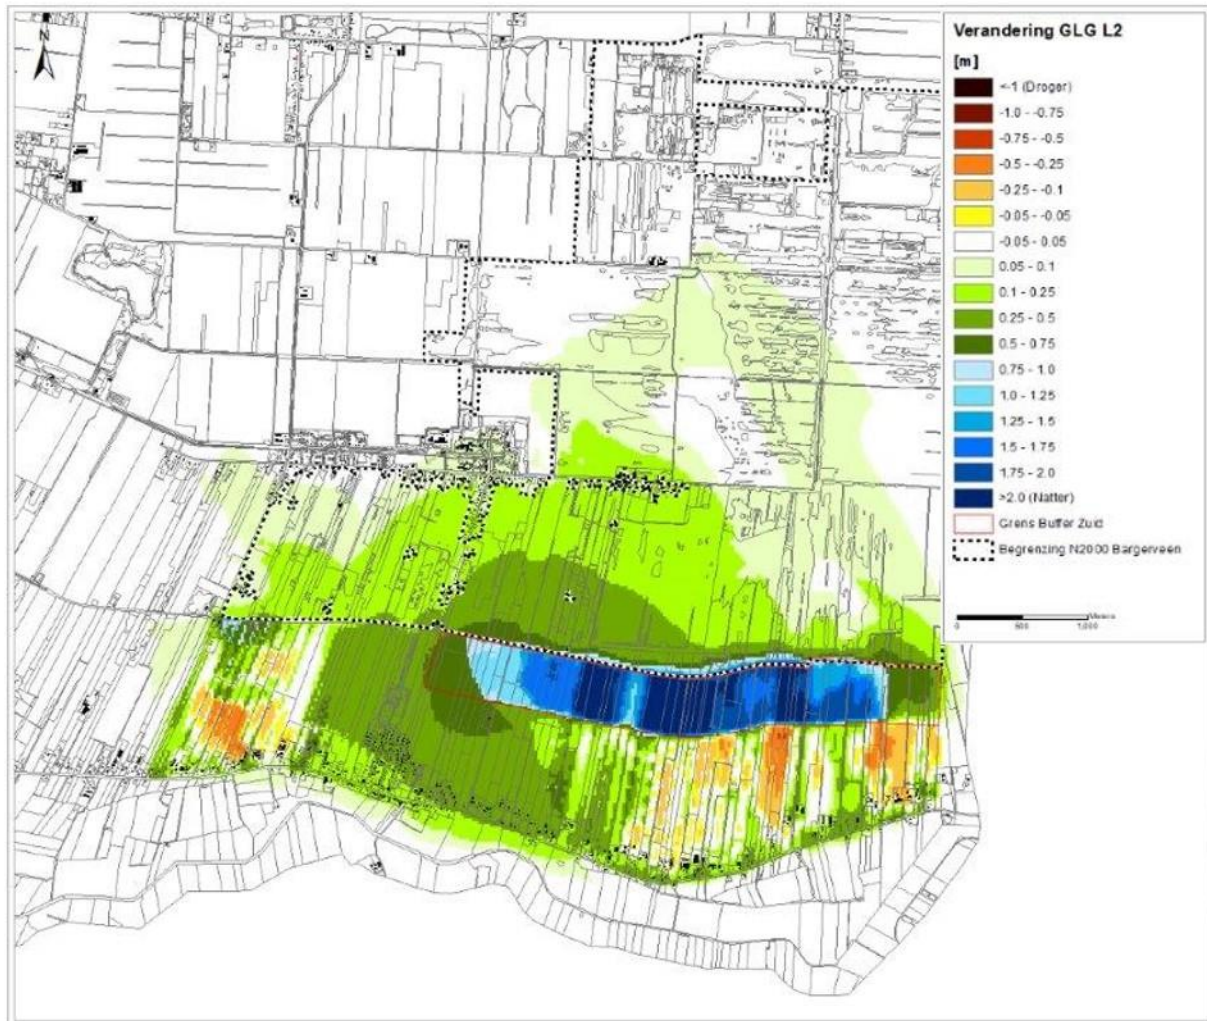 N
Verandering GLG L2
[m]
<-1 (Droger)
-1.0 - -0.75
-0.75 - -0.5
-0.5 - -0.25
-0.25 - -0.1
-0.05 - -0.05
-0.05 - 0.05
0.05 - 0.1
0.1 - 0.25
0.25 - 0.5
0.5 - 0.75
0.75 - 1.0
1.0 - 1.25
1.25 - 1.5
1.5 - 1.75
1.75 - 2.0
>2.0 (Natter)
Grens Buffer Zuid
Begrenzing N2000 Bargerveen
Meters
0 500 1.000